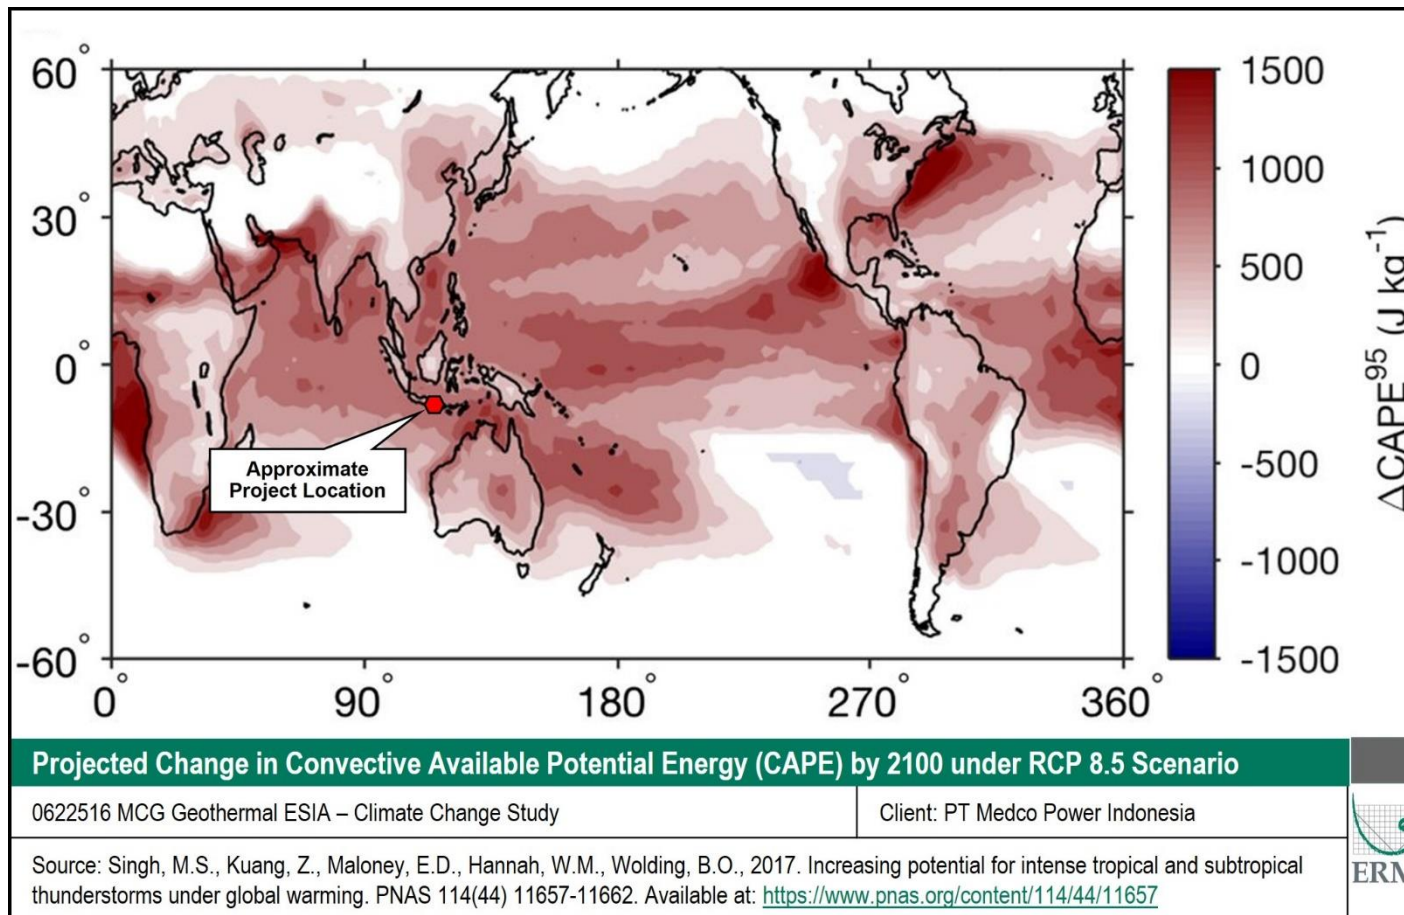 60°
30°
0°
-30°
-60°
0°
90°
180°
270°
360°
Approximate
Project Location
1500
1000
500
0
-500
-1000
-1500
ΔCAPE⁹⁵ (J kg⁻¹)
Projected Change in Convective Available Potential Energy (CAPE) by 2100 under RCP 8.5 Scenario
0622516 MCG Geothermal ESIA – Climate Change Study
Client: PT Medco Power Indonesia
Source: Singh, M.S., Kuang, Z., Maloney, E.D., Hannah, W.M., Wolding, B.O., 2017. Increasing potential for intense tropical and subtropical
thunderstorms under global warming. PNAS 114(44) 11657-11662. Available at: https://www.pnas.org/content/114/44/11657
ERM